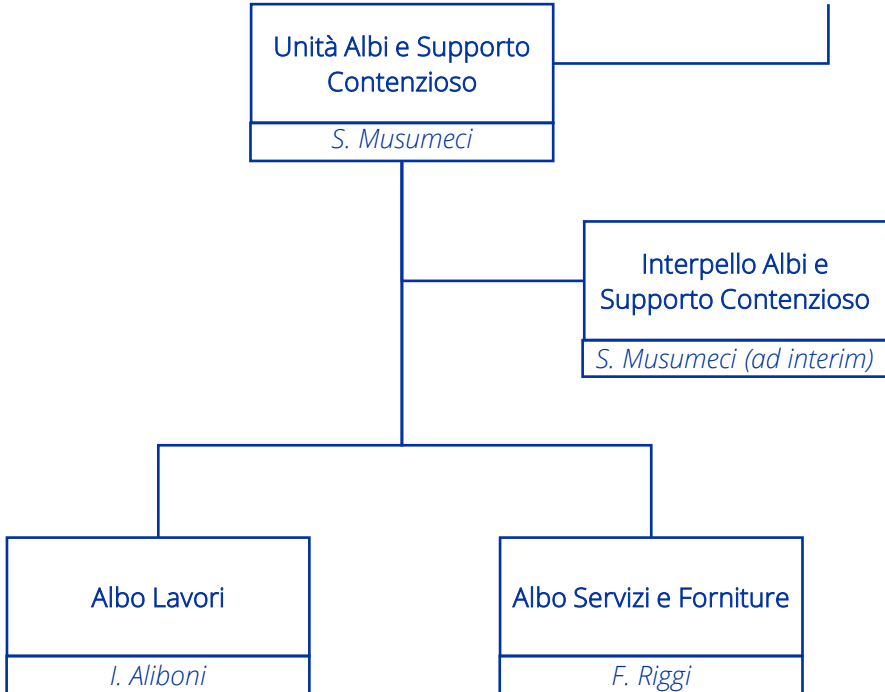 Unità Albi e Supporto
Contenzioso
S. Musumeci
Interpello Albi e
Supporto Contenzioso
S. Musumeci (ad interim)
Albo Lavori
I. Aliboni
Albo Servizi e Forniture
F. Riggi